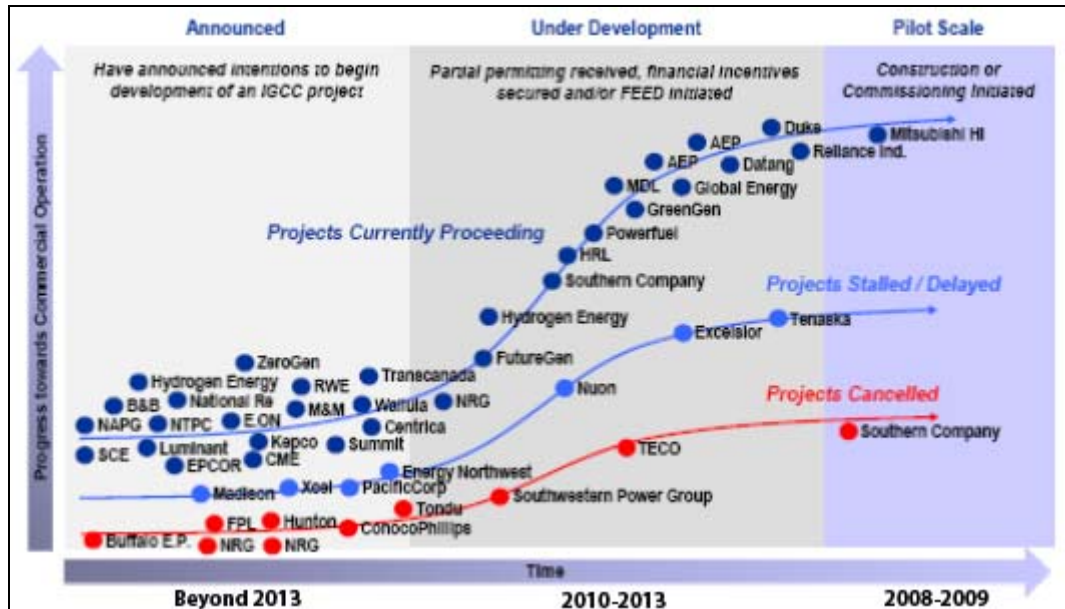 Announced
Under Development
Pilot Scale
Have announced intentions to begin
development of an IGCC project
Partial permitting received, financial incentives
secured and/or FEED initiated
Construction or
Commissioning Initiated
Progress towards Commercial Operation
Duke
Mitsubishi HI
AEP
Reliance Ind.
AEP
Datang
MDL
Global Energy
GreenGen
Projects Currently Proceeding
Powerfuel
HRL
Southern Company
Projects Stalled / Delayed
Hydrogen Energy
Tenaska
Excelsior
ZeroGen
FutureGen
Transcanada
Hydrogen Energy
RWE
Nuon
National Re
Projects Cancelled
B&B
M&M
Wallula
NRG
NAPG
NTPC
E.ON
Centrica
Southern Company
Kepco
Summit
SCE
Luminant
TECO
EPCOR
CME
Energy Northwest
Madison
Xcel
PacificCorp
Southwestern Power Group
Tondu
FPL
Hunton
ConocoPhillips
Buffalo E.P.
NRG
NRG
Time
Beyond 2013
2010-2013
2008-2009